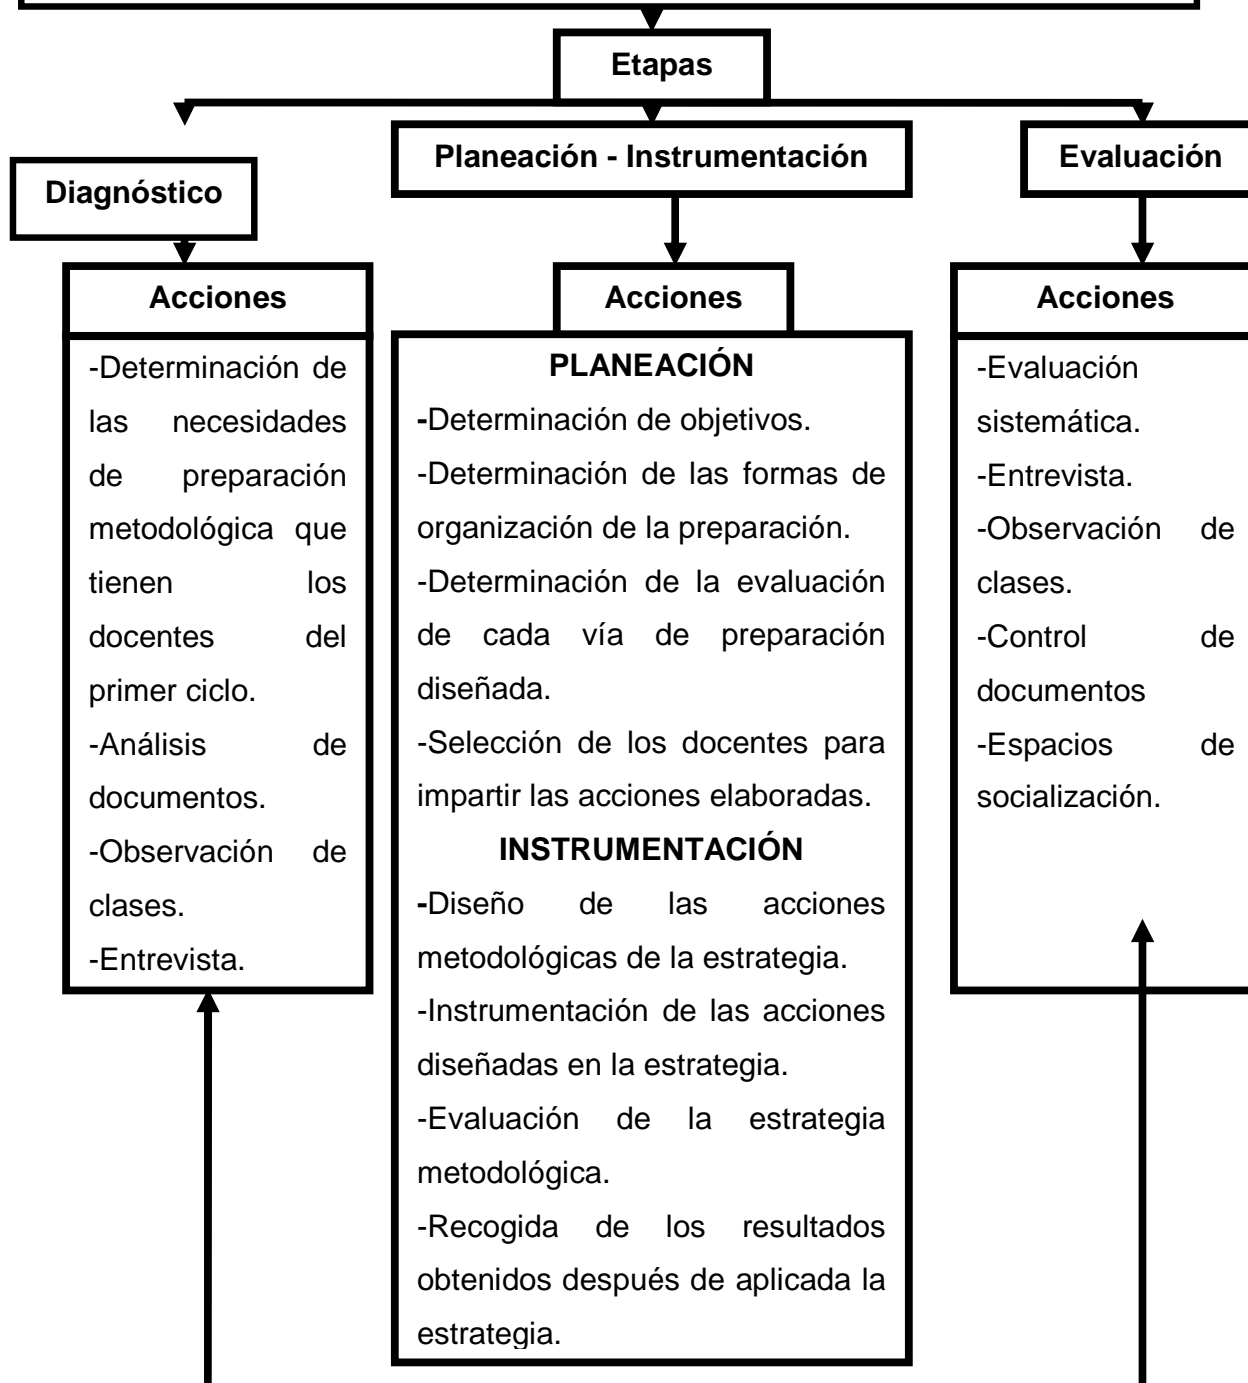 Etapas
Diagnóstico
Planeación - Instrumentación
Evaluación
Acciones
-Determinación de
las necesidades
de preparación
metodológica que
tienen los
docentes del
primer ciclo.
-Análisis de
documentos.
-Observación de
clases.
-Entrevista.
Acciones
PLANEACIÓN
-Determinación de objetivos.
-Determinación de las formas de
organización de la preparación.
-Determinación de la evaluación
de cada vía de preparación
diseñada.
-Selección de los docentes para
impartir las acciones elaboradas.
INSTRUMENTACIÓN
-Diseño de las acciones
metodológicas de la estrategia.
-Instrumentación de las acciones
diseñadas en la estrategia.
-Evaluación de la estrategia
metodológica.
-Recogida de los resultados
obtenidos después de aplicada la
estrategia.
Acciones
-Evaluación
sistemática.
-Entrevista.
-Observación de
clases.
-Control de
documentos
-Espacios de
socialización.